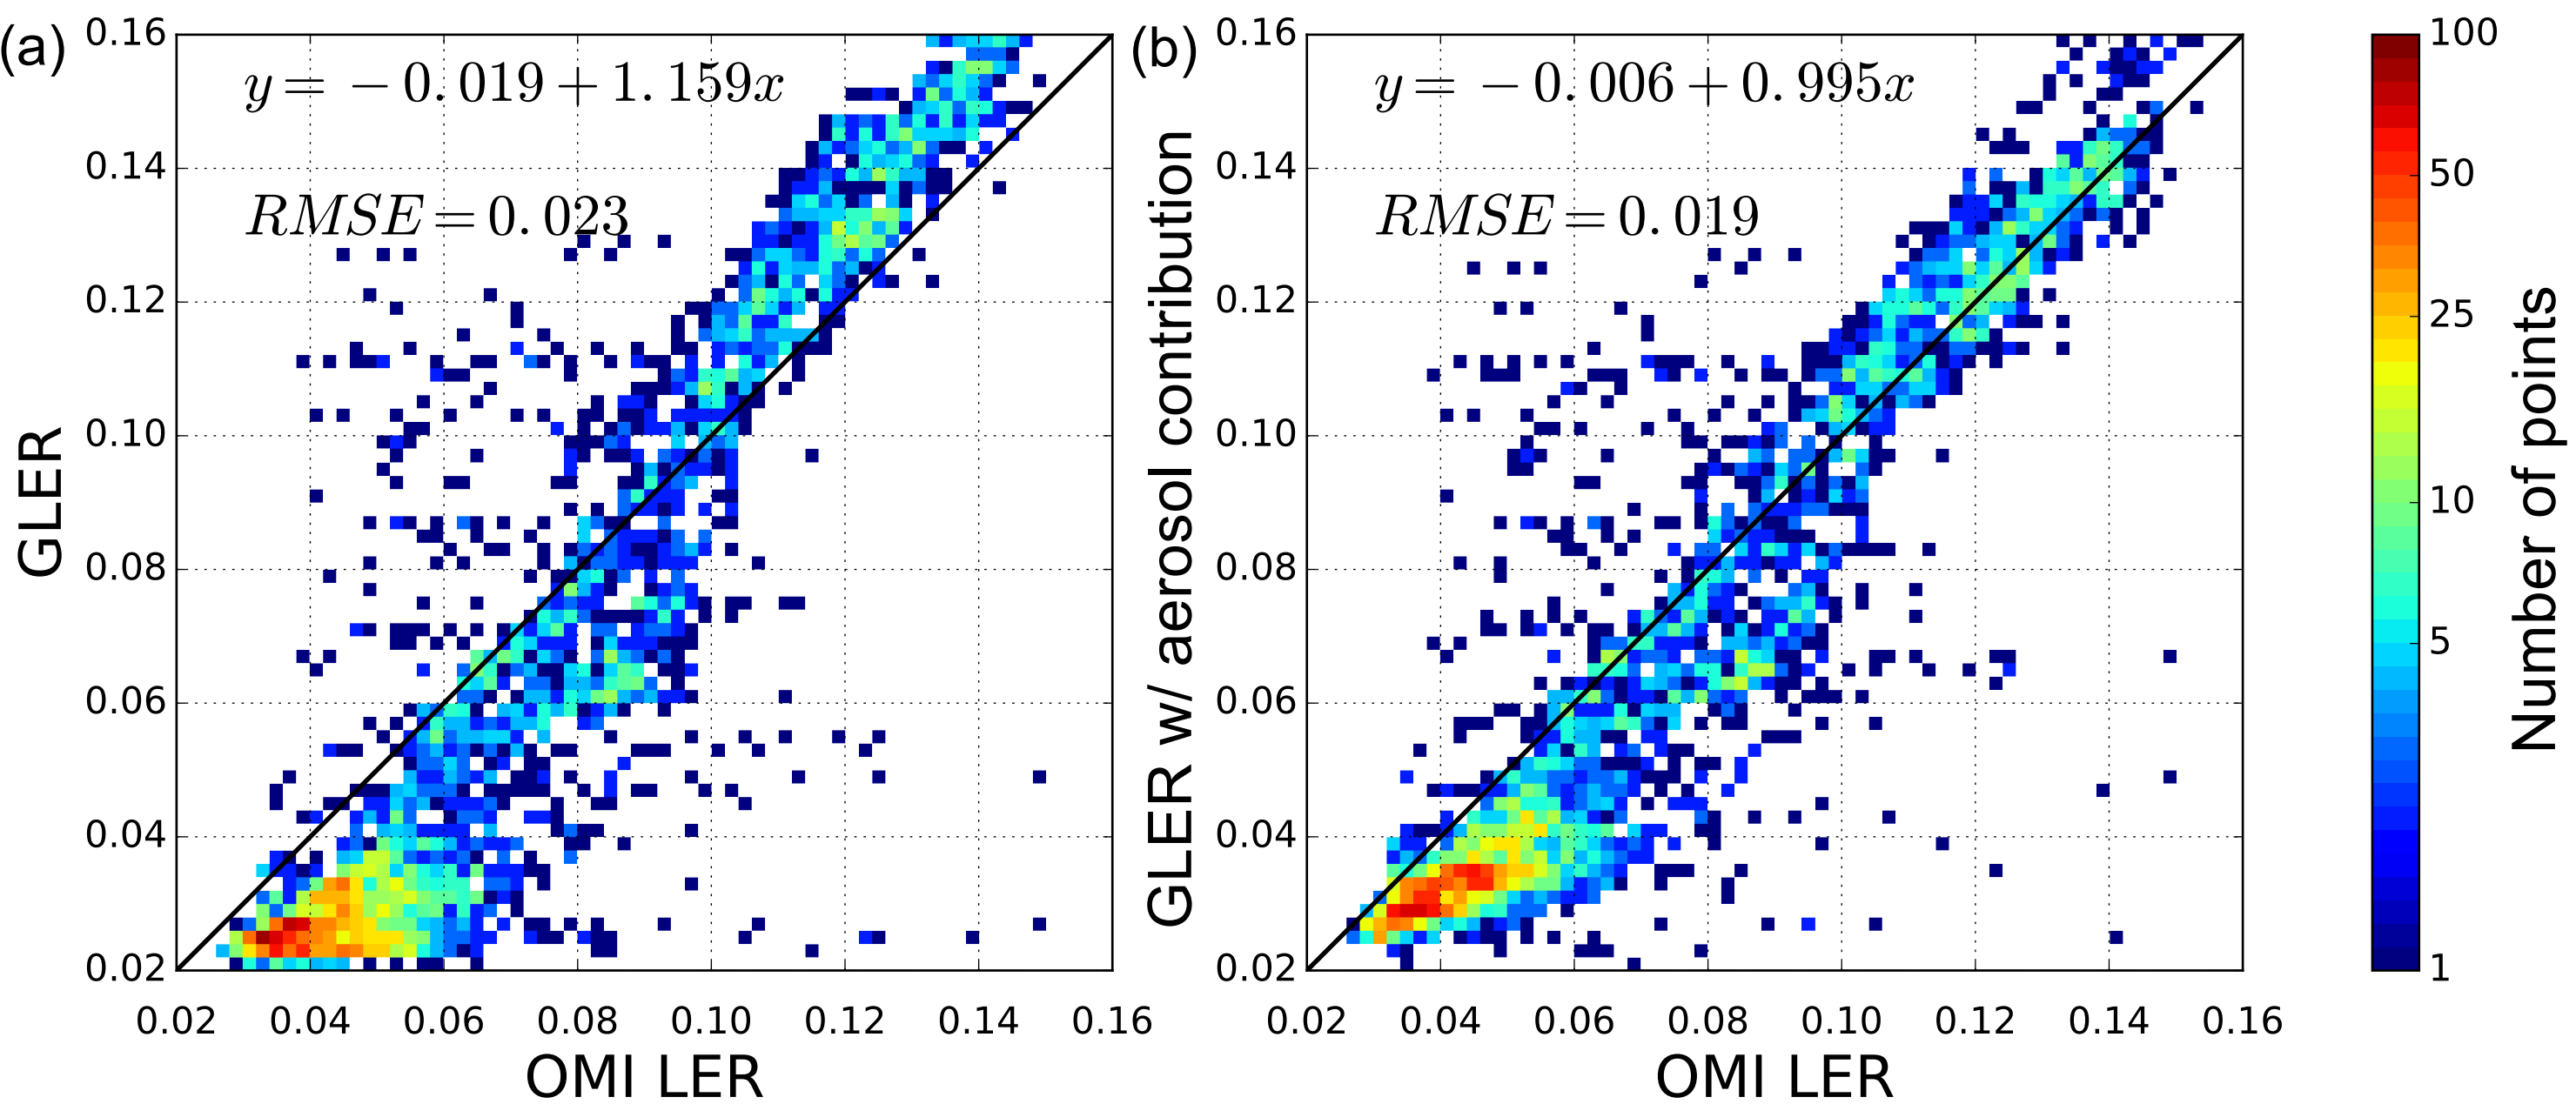 (a)
y = −0.019+1.159x
RMSE = 0.023
0.16
0.14
0.12
0.10
0.08
0.06
0.04
0.02
GLER
0.02 0.04 0.06 0.08 0.10 0.12 0.14 0.16
OMI LER
(b)
y = −0.006+0.995x
RMSE = 0.019
0.16
0.14
0.12
0.10
0.08
0.06
0.04
0.02
GLER w/ aerosol contribution
0.02 0.04 0.06 0.08 0.10 0.12 0.14 0.16
OMI LER
100
50
25
10
5
1
Number of points